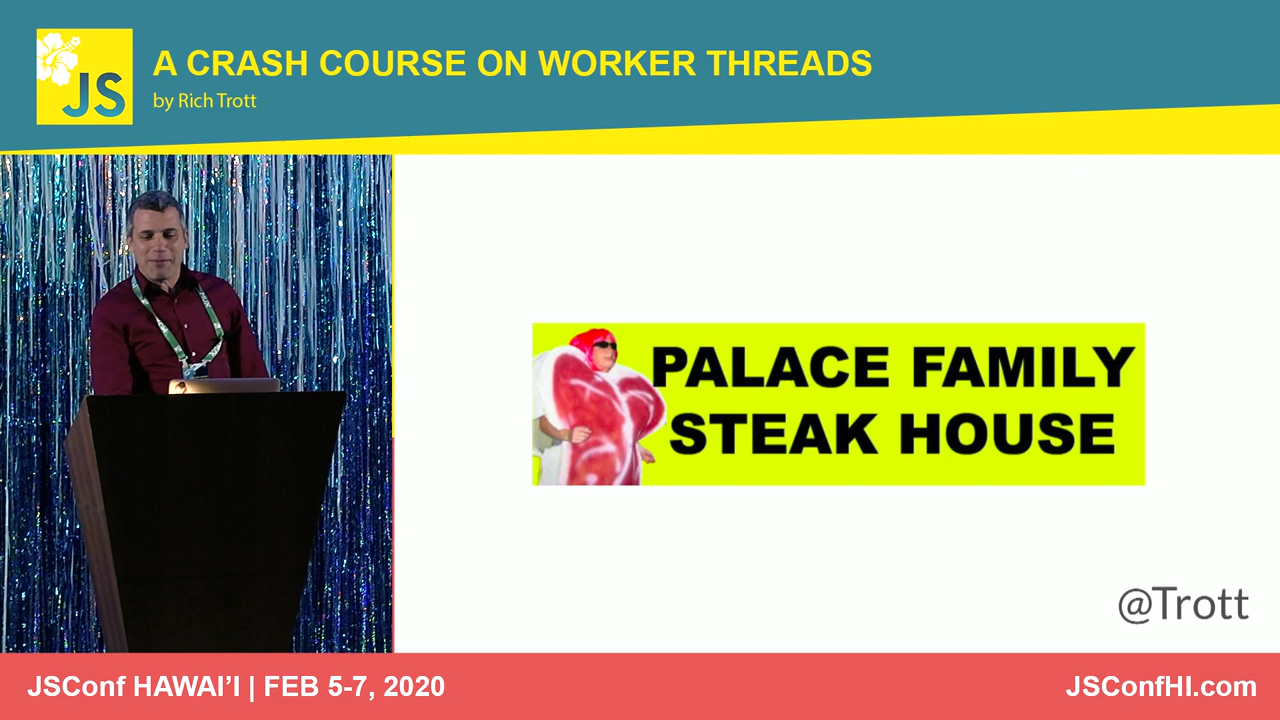 JS
A CRASH COURSE ON WORKER THREADS
by Rich Trott
PALACE FAMILY
STEAK HOUSE
@Trott
JSConf HAWAI’I | FEB 5-7, 2020
JSConfHI.com